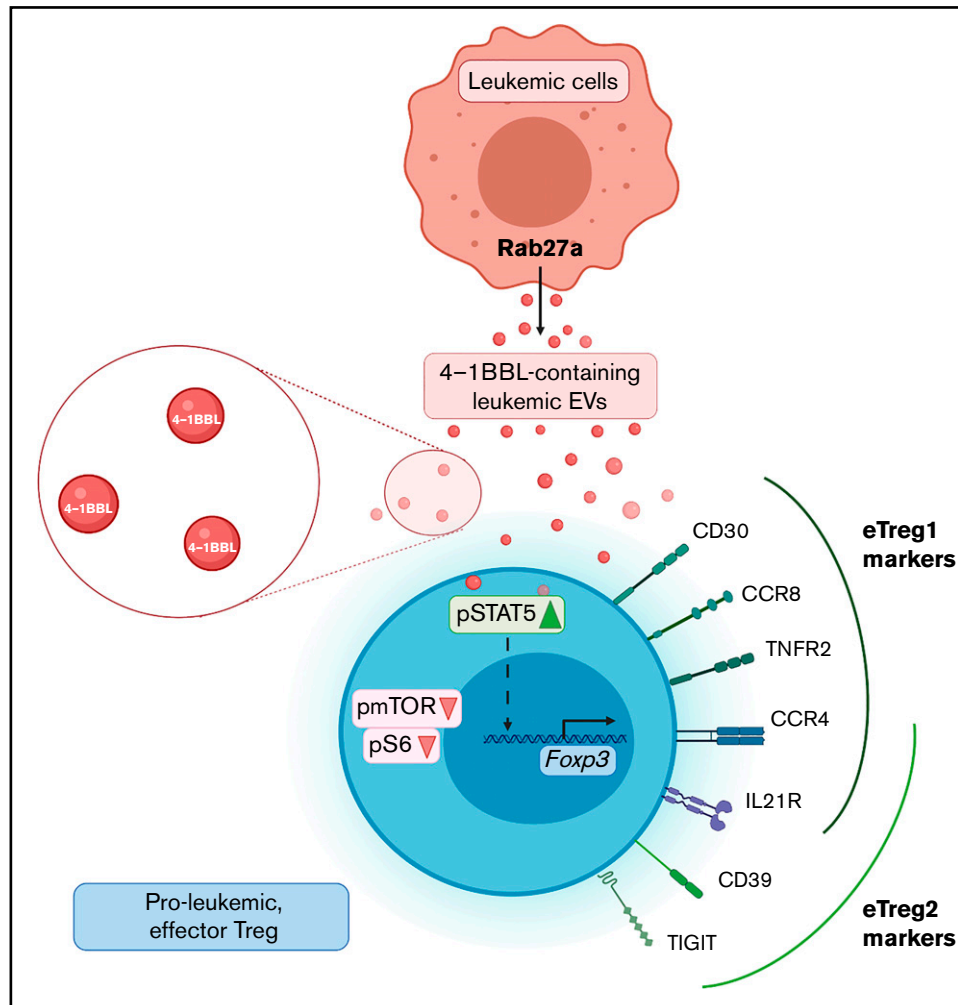 Leukemic cells
Rab27a
4–1BBL-containing
leukemic EVs
4–1BBL
4–1BBL
4–1BBL
CD30
eTreg1
markers
CCR8
pSTAT5
TNFR2
pmTOR
CCR4
pS6
Foxp3
IL21R
CD39
Pro-leukemic,
effector Treg
eTreg2
markers
TIGIT